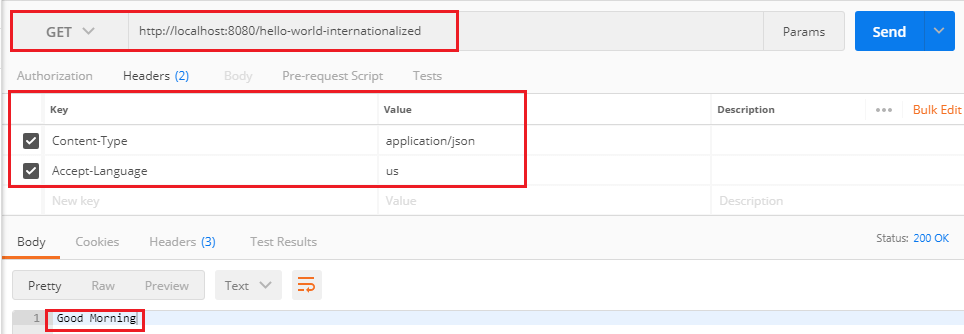 GET http://localhost:8080/hello-world-internationalized Params Send
Authorization Headers (2) Body Pre-request Script Tests
Key Value Description ••• Bulk Edit
Content-Type application/json
Accept-Language us
New key Value Description
Body Cookies Headers (3) Test Results Status: 200 OK
Pretty Raw Preview Text
1 Good Morning